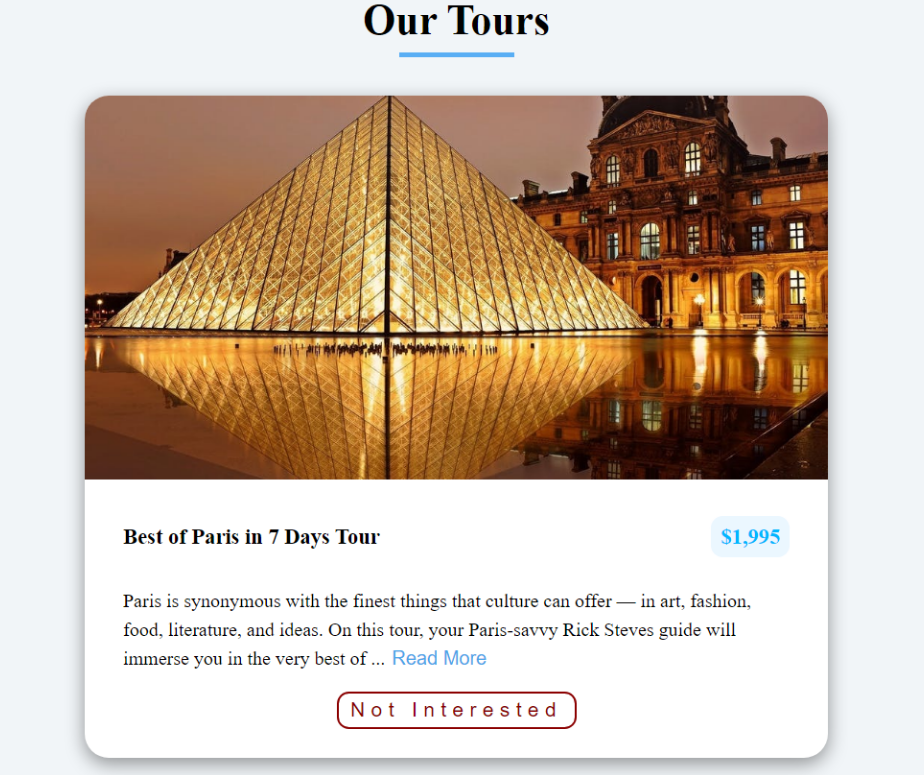 Our Tours
Best of Paris in 7 Days Tour
$1,995
Paris is synonymous with the finest things that culture can offer — in art, fashion,
food, literature, and ideas. On this tour, your Paris-savvy Rick Steves guide will
immerse you in the very best of ... Read More
Not Interested